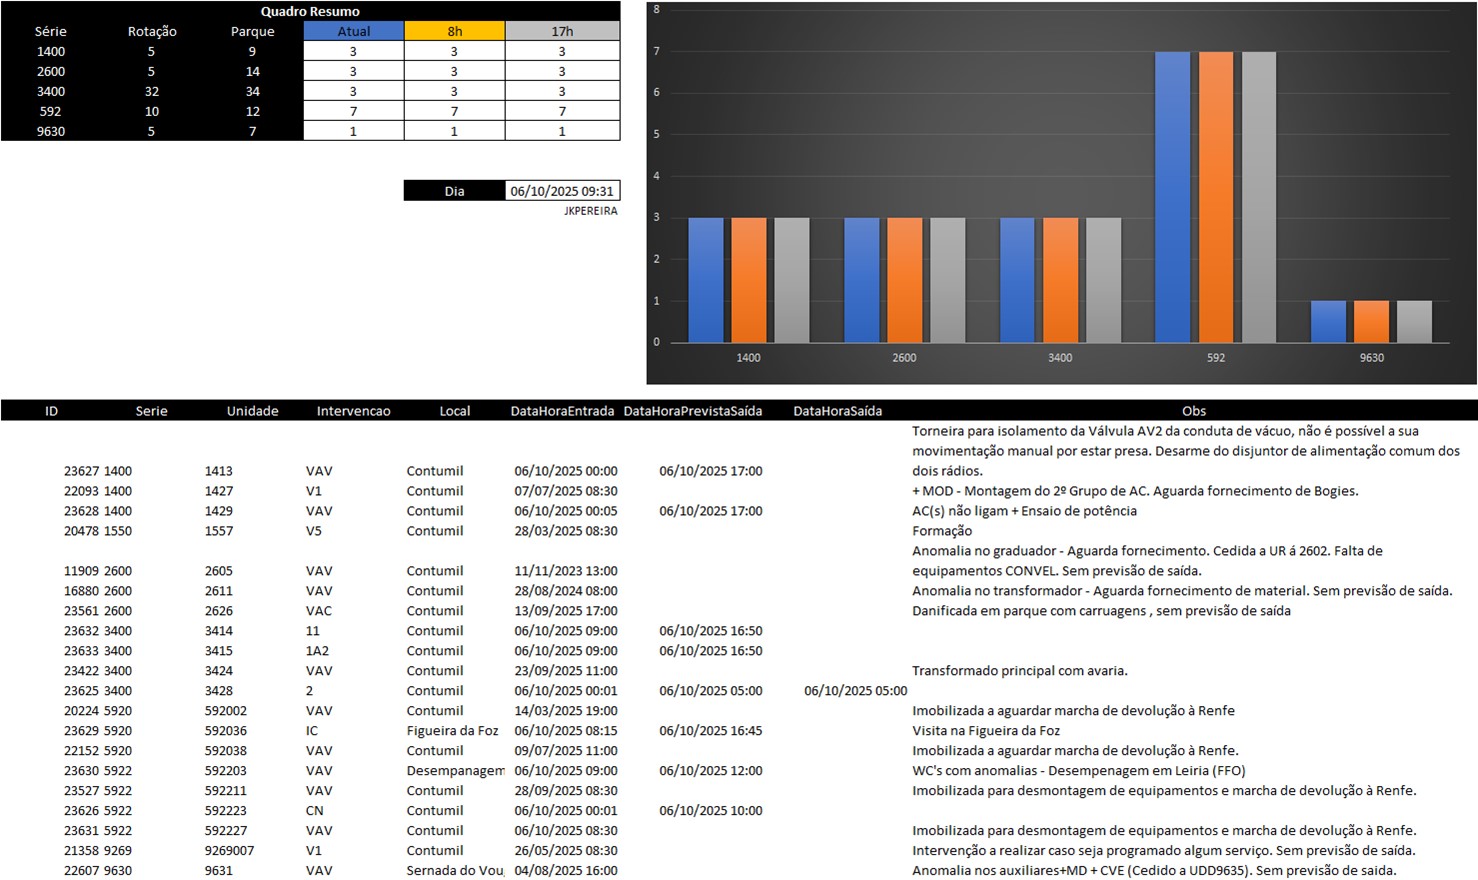 Quadro Resumo
Série Rotação Parque Atual 8h 17h
1400 5 9 3 3 3
2600 5 14 3 3 3
3400 32 34 3 3 3
592 10 12 7 7 7
9630 5 7 1 1 1
Dia 06/10/2025 09:31
JKPEREIRA
8
7
6
5
4
3
2
1
0
1400 2600 3400 592 9630
ID Serie Unidade Intervencao Local DataHoraEntrada DataHoraPrevistaSaída DataHoraSaída Obs
Torneira para isolamento da Válvula AV2 da conduta de vácuo, não é possível a sua
movimentação manual por estar presa. Desarme do disjuntor de alimentação comum dos
23627 1400 1413 VAV Contumil 06/10/2025 00:00 06/10/2025 17:00 dois rádios.
22093 1400 1427 V1 Contumil 07/07/2025 08:30 + MOD - Montagem do 2º Grupo de AC. Aguarda fornecimento de Bogies.
23628 1400 1429 VAV Contumil 06/10/2025 00:05 06/10/2025 17:00 AC(s) não ligam + Ensaio de potência
20478 1550 1557 V5 Contumil 28/03/2025 08:30 Formação
Anomalia no graduador - Aguarda fornecimento. Cedida a UR á 2602. Falta de
11909 2600 2605 VAV Contumil 11/11/2023 13:00 equipamentos CONVEL. Sem previsão de saída.
16880 2600 2611 VAV Contumil 28/08/2024 08:00 Anomalia no transformador - Aguarda fornecimento de material. Sem previsão de saída.
23561 2600 2626 VAC Contumil 13/09/2025 17:00 Danificada em parque com carruagens , sem previsão de saída
23632 3400 3414 11 Contumil 06/10/2025 09:00 06/10/2025 16:50
23633 3400 3415 1A2 Contumil 06/10/2025 09:00 06/10/2025 16:50
23422 3400 3424 VAV Contumil 23/09/2025 11:00 Transformado principal com avaria.
23625 3400 3428 2 Contumil 06/10/2025 00:01 06/10/2025 05:00 06/10/2025 05:00
20224 5920 592002 VAV Contumil 14/03/2025 19:00 Imobilizada a aguardar marcha de devolução à Renfe
23629 5920 592036 IC Figueira da Foz 06/10/2025 08:15 06/10/2025 16:45 Visita na Figueira da Foz
22152 5920 592038 VAV Contumil 09/07/2025 11:00 Imobilizada a aguardar marcha de devolução à Renfe.
23630 5922 592203 VAV Desempanagem 06/10/2025 09:00 06/10/2025 12:00 WC's com anomalias - Desempenagem em Leiria (FFO)
23527 5922 592211 VAV Contumil 28/09/2025 08:30 Imobilizada para desmontagem de equipamentos e marcha de devolução à Renfe.
23626 5922 592223 CN Contumil 06/10/2025 00:01 06/10/2025 10:00
23631 5922 592227 VAV Contumil 06/10/2025 08:30 Imobilizada para desmontagem de equipamentos e marcha de devolução à Renfe.
21358 9269 9269007 V1 Contumil 26/05/2025 08:30 Intervenção a realizar caso seja programado algum serviço. Sem previsão de saída.
22607 9630 9631 VAV Sernada do Vou 04/08/2025 16:00 Anomalia nos auxiliares+MD + CVE (Cedido a UDD9635). Sem previsão de saida.